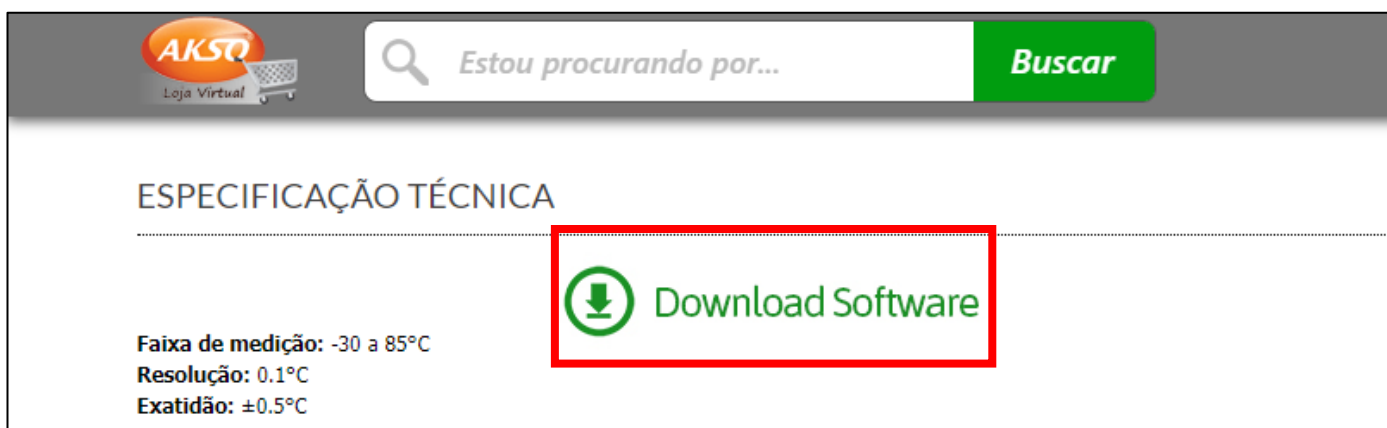 AKSO
Loja Virtual
Estou procurando por...
Buscar
ESPECIFICAÇÃO TÉCNICA
Download Software
Faixa de medição: -30 a 85°C
Resolução: 0.1°C
Exatidão: ±0.5°C